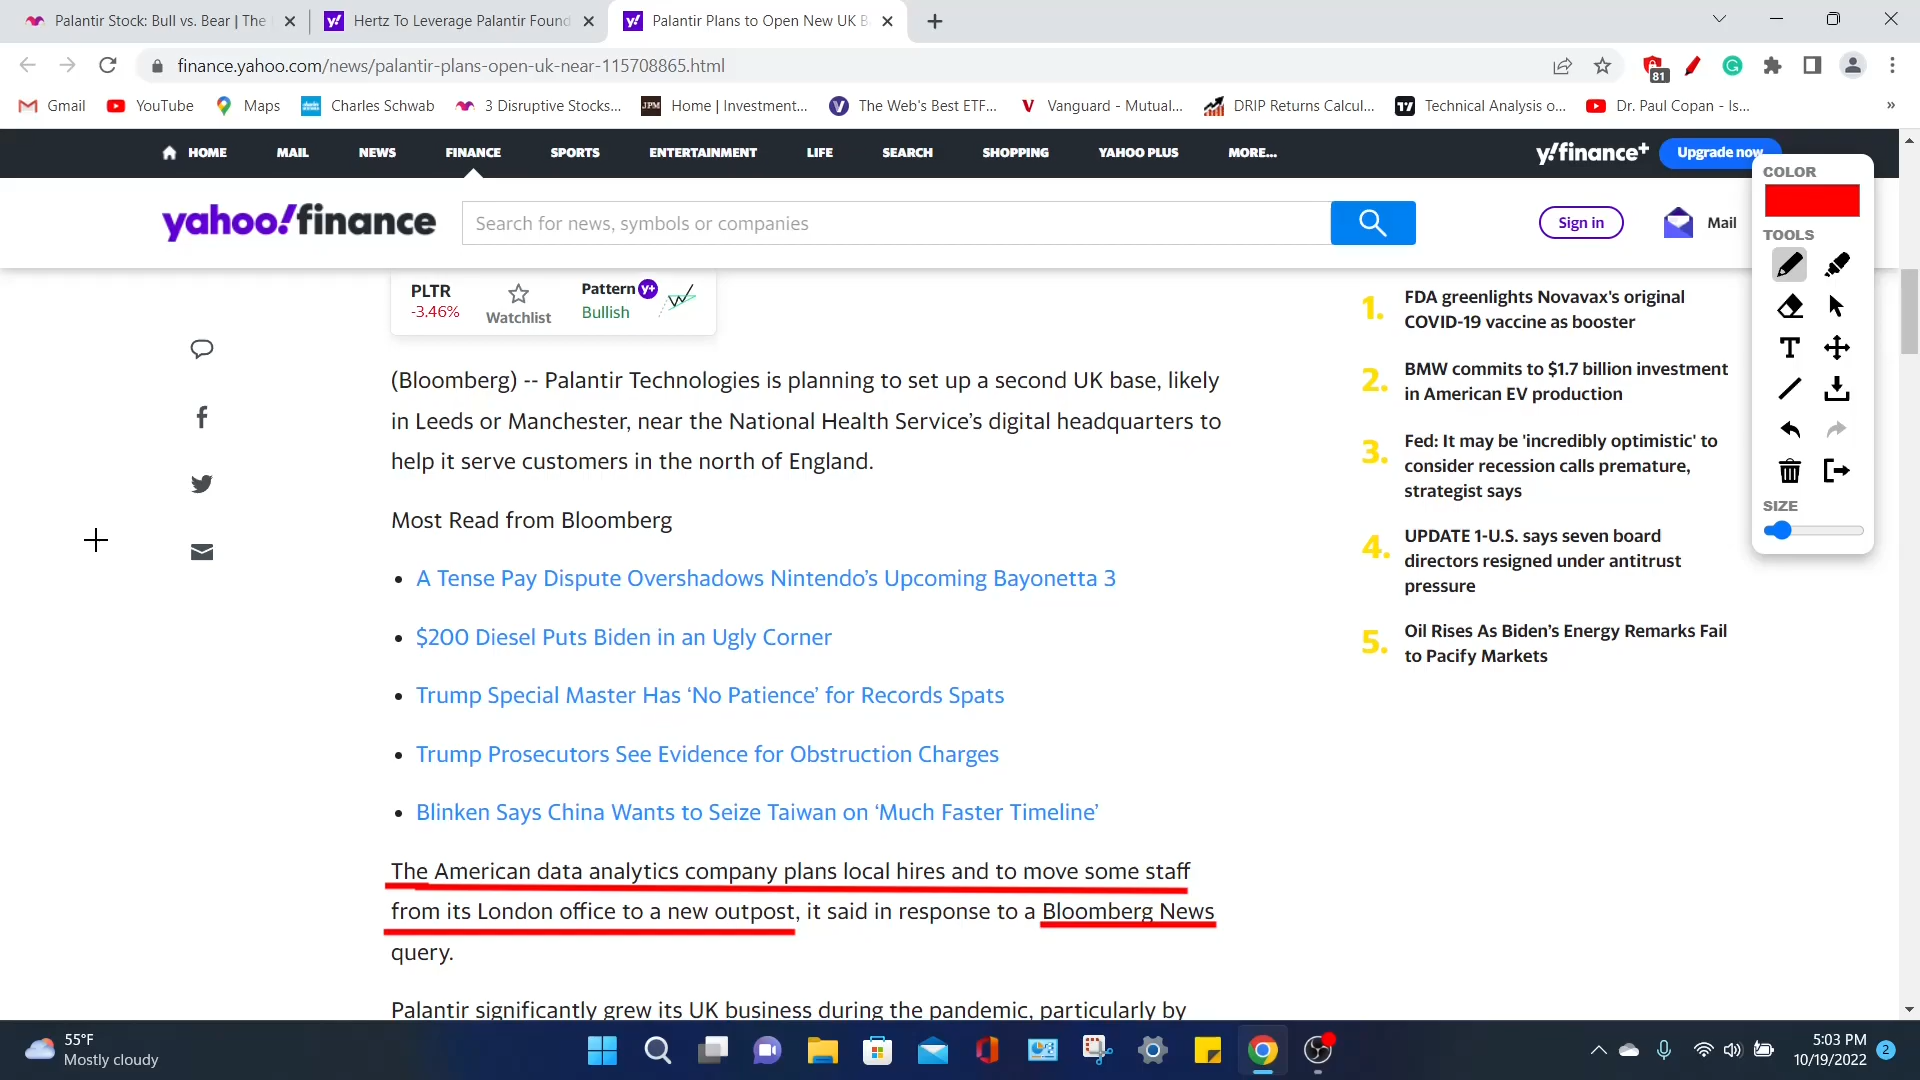 Palantir Stock: Bull vs. Bear | The
Hertz To Leverage Palantir Found
Palantir Plans to Open New UK B
finance.yahoo.com/news/palantir-plans-open-uk-near-115708865.html
81
Gmail
YouTube
Maps
Charles Schwab
3 Disruptive Stocks...
JPM
Home | Investment...
The Web's Best ETF...
Vanguard - Mutual...
DRIP Returns Calcul...
Technical Analysis o...
Dr. Paul Copan - Is...
»
HOME
MAIL
NEWS
FINANCE
SPORTS
ENTERTAINMENT
LIFE
SEARCH
SHOPPING
YAHOO PLUS
MORE...
y!finance+
Upgrade now
yahoo!finance
Search for news, symbols or companies
Sign in
Mail
COLOR
TOOLS
T
SIZE
PLTR
-3.46%
Watchlist
Pattern y+
Bullish
(Bloomberg) -- Palantir Technologies is planning to set up a second UK base, likely
in Leeds or Manchester, near the National Health Service’s digital headquarters to
help it serve customers in the north of England.
Most Read from Bloomberg
• A Tense Pay Dispute Overshadows Nintendo’s Upcoming Bayonetta 3
• $200 Diesel Puts Biden in an Ugly Corner
• Trump Special Master Has ‘No Patience’ for Records Spats
• Trump Prosecutors See Evidence for Obstruction Charges
• Blinken Says China Wants to Seize Taiwan on ‘Much Faster Timeline’
The American data analytics company plans local hires and to move some staff
from its London office to a new outpost, it said in response to a Bloomberg News
query.
Palantir significantly grew its UK business during the pandemic, particularly by
1. FDA greenlights Novavax's original
COVID-19 vaccine as booster
2. BMW commits to $1.7 billion investment
in American EV production
3. Fed: It may be 'incredibly optimistic' to
consider recession calls premature,
strategist says
4. UPDATE 1-U.S. says seven board
directors resigned under antitrust
pressure
5. Oil Rises As Biden’s Energy Remarks Fail
to Pacify Markets
55°F
Mostly cloudy
5:03 PM
10/19/2022
2